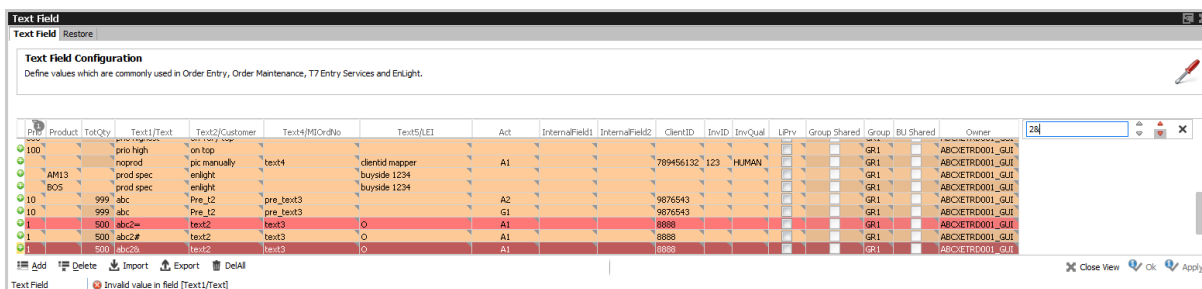 Text Field
Text Field Restore
Text Field Configuration
Define values which are commonly used in Order Entry, Order Maintenance, T7 Entry Services and EnLight.
1
Prio Product TotQty Text1/Text Text2/Customer Text4/MIOrdNo Text5/LEI Act InternalField1 InternalField2 ClientID InvID InvQual LiPrv Group Shared Group BU Shared Owner
2&
prio highest GR1 ABCXETRD001_GUI
100 prio high on top GR1 ABCXETRD001_GUI
noprod pic manually text4 clientid mapper A1 789456132 123 HUMAN GR1 ABCXETRD001_GUI
AM13 prod spec enlight buyside 1234 GR1 ABCXETRD001_GUI
BOS prod spec enlight buyside 1234 GR1 ABCXETRD001_GUI
10 999 abc Pre_t2 pre_text3 A2 9876543 GR1 ABCXETRD001_GUI
10 999 abc Pre_t2 pre_text3 G1 9876543 GR1 ABCXETRD001_GUI
1 500 abc2= text2 text3 O A1 8888 GR1 ABCXETRD001_GUI
1 500 abc2# text2 text3 O A1 8888 GR1 ABCXETRD001_GUI
1 500 abc2& text2 text3 O A1 8888 GR1 ABCXETRD001_GUI
Add Delete Import Export DelAll Close View Ok Apply
Text Field Invalid value in field [Text1/Text]